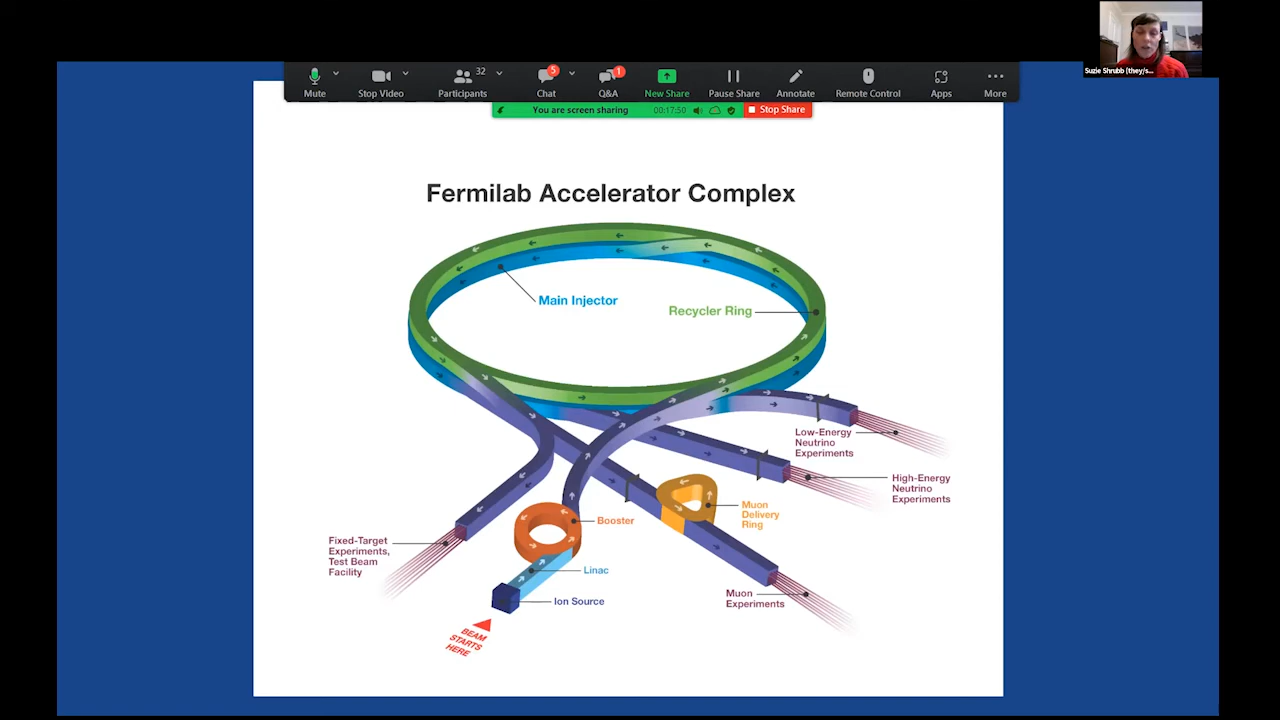 Suzie Shrubb (they/s...
32
5
1
Mute
Stop Video
Participants
Chat
Q&A
New Share
Pause Share
Annotate
Remote Control
Apps
More
You are screen sharing
00:17:50
Stop Share
Fermilab Accelerator Complex
Main Injector
Recycler Ring
Low-Energy
Neutrino
Experiments
High-Energy
Neutrino
Experiments
Muon
Delivery
Ring
Booster
Fixed-Target
Experiments,
Test Beam
Facility
Linac
Ion Source
Muon
Experiments
BEAM
STARTS
HERE